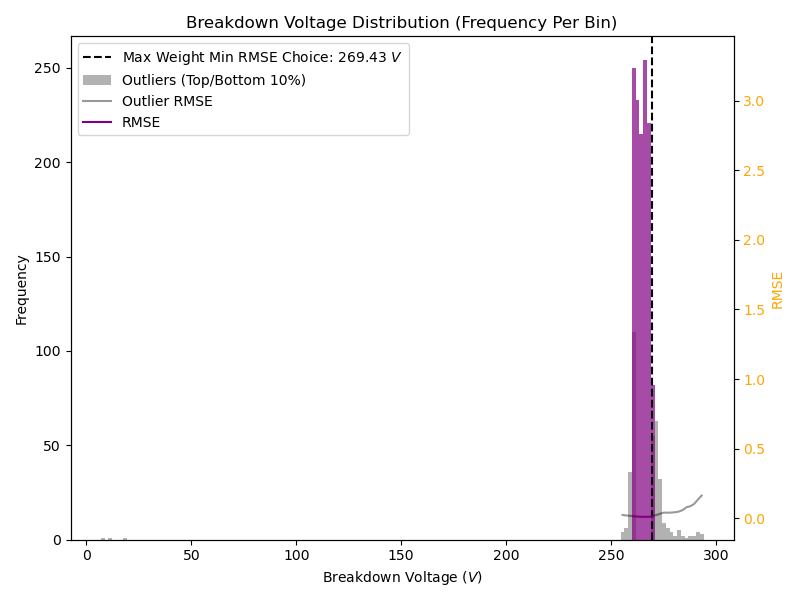 Breakdown Voltage Distribution (Frequency Per Bin)
Max Weight Min RMSE Choice: 269.43 V
Outliers (Top/Bottom 10%)
Outlier RMSE
RMSE
Frequency
250
200
150
100
50
0
3.0
2.5
2.0
1.5
1.0
0.5
0.0
RMSE
0 50 100 150 200 250 300
Breakdown Voltage (V)